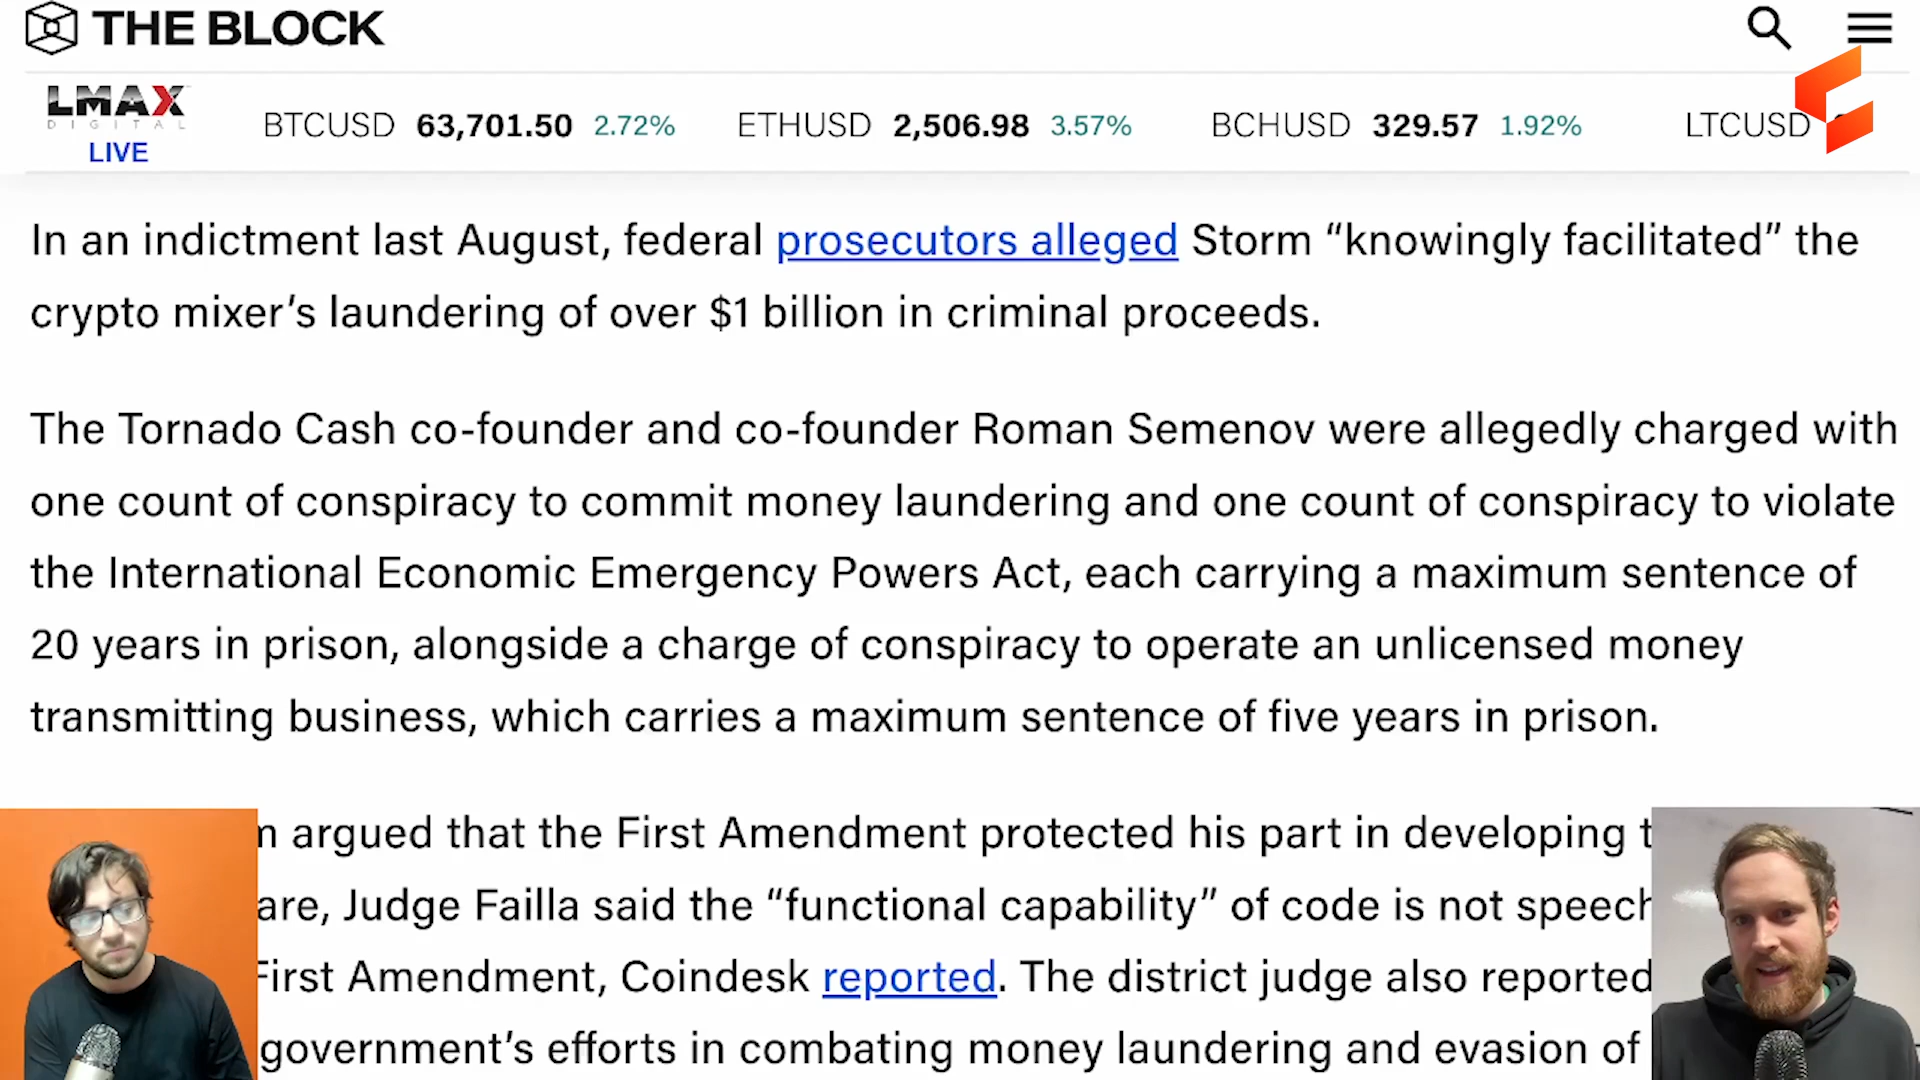 THE BLOCK
LMAX
DIGITAL
LIVE
BTCUSD 63,701.50 2.72% ETHUSD 2,506.98 3.57% BCHUSD 329.57 1.92% LTCUSD
In an indictment last August, federal prosecutors alleged Storm “knowingly facilitated” the
crypto mixer’s laundering of over $1 billion in criminal proceeds.
The Tornado Cash co-founder and co-founder Roman Semenov were allegedly charged with
one count of conspiracy to commit money laundering and one count of conspiracy to violate
the International Economic Emergency Powers Act, each carrying a maximum sentence of
20 years in prison, alongside a charge of conspiracy to operate an unlicensed money
transmitting business, which carries a maximum sentence of five years in prison.
argued that the First Amendment protected his part in developing
are, Judge Failla said the “functional capability” of code is not speech
First Amendment, Coindesk reported. The district judge also reported
government’s efforts in combating money laundering and evasion of